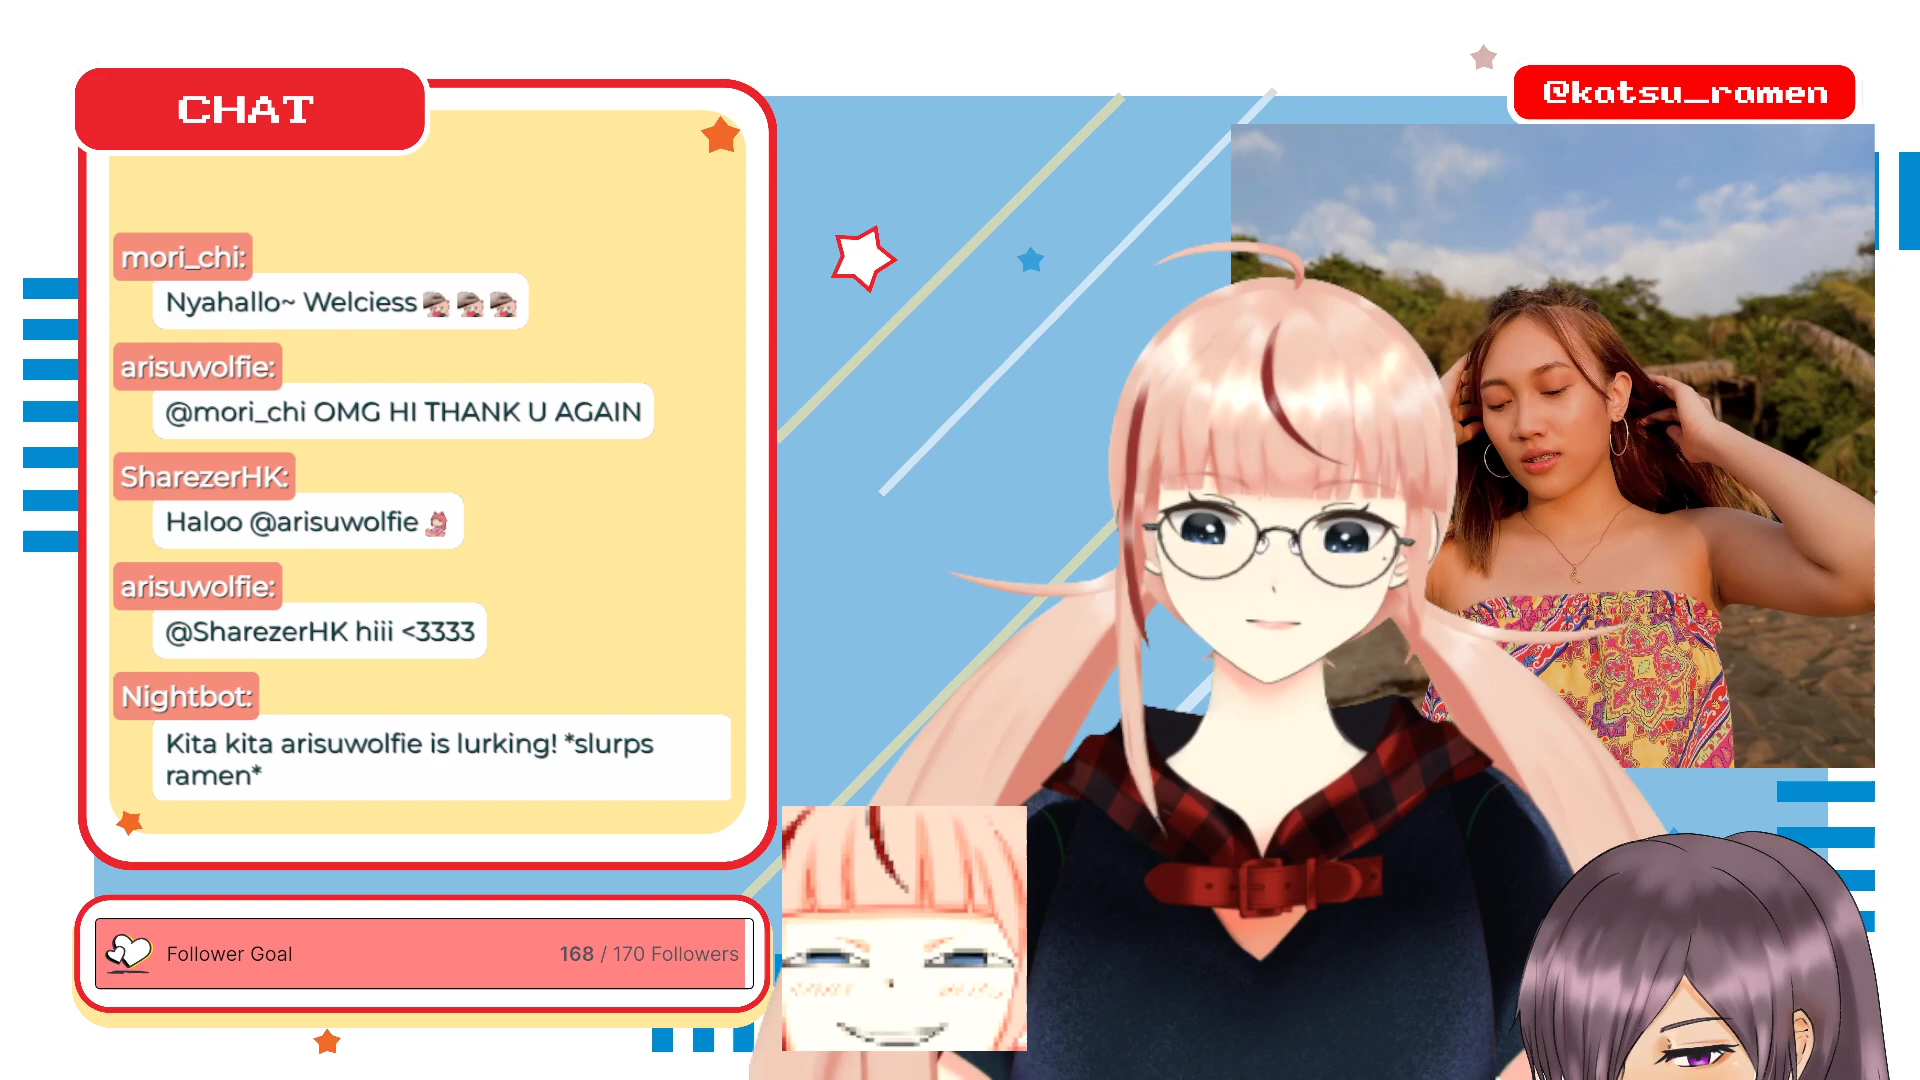 CHAT
@katsu_ramen
mori_chi:
Nyahallo~ Welciess
arisuwolfie:
@mori_chi OMG HI THANK U AGAIN
SharezerHK:
Haloo @arisuwolfie
arisuwolfie:
@SharezerHK hiii <3333
Nightbot:
Kita kita arisuwolfie is lurking! *slurps
ramen*
Follower Goal
168 / 170 Followers